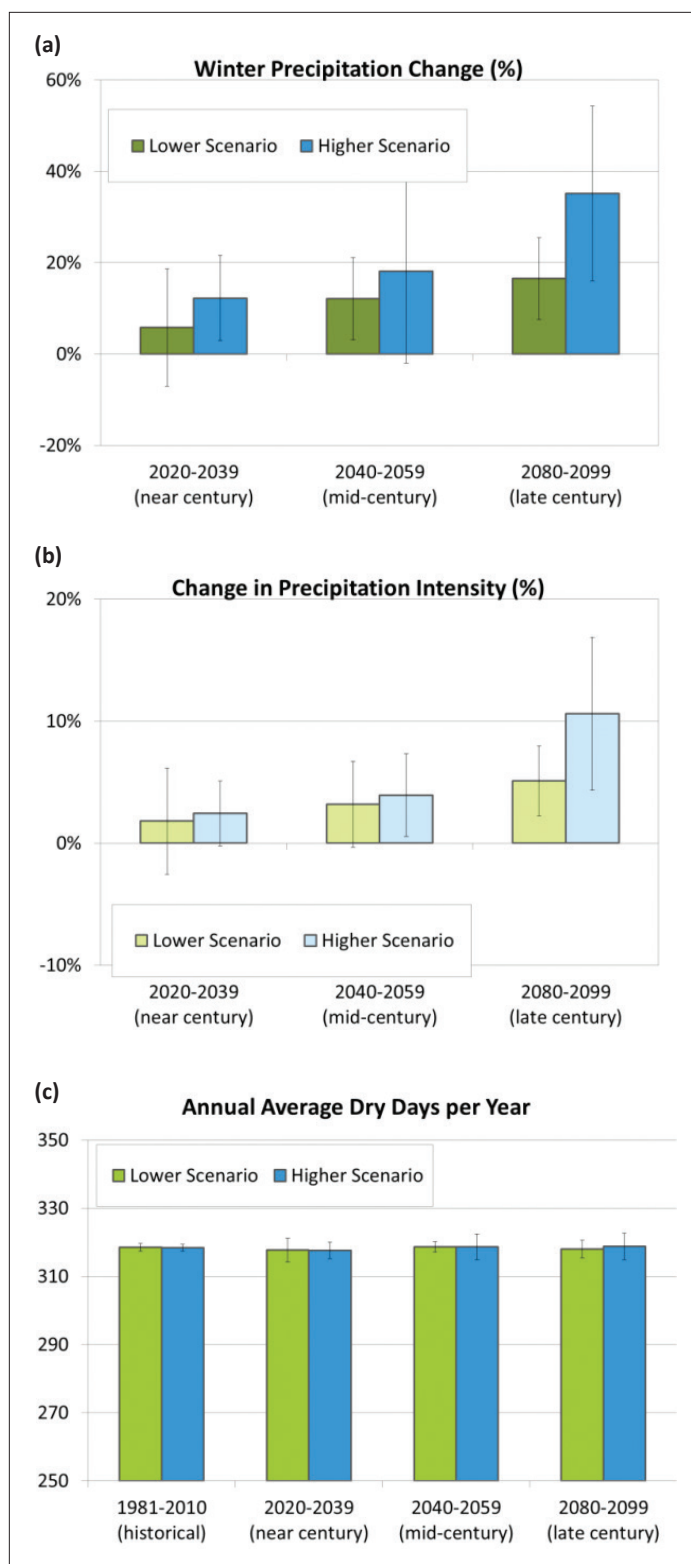 (a)
Winter Precipitation Change (%)
60%
Lower Scenario Higher Scenario
40%
20%
0%
-20%
2020-2039 2040-2059 2080-2099
(near century) (mid-century) (late century)
(b)
Change in Precipitation Intensity (%)
20%
10%
0%
Lower Scenario Higher Scenario
-10%
2020-2039 2040-2059 2080-2099
(near century) (mid-century) (late century)
(c)
Annual Average Dry Days per Year
350
Lower Scenario Higher Scenario
330
310
290
270
250
1981-2010 2020-2039 2040-2059 2080-2099
(historical) (near century) (mid-century) (late century)